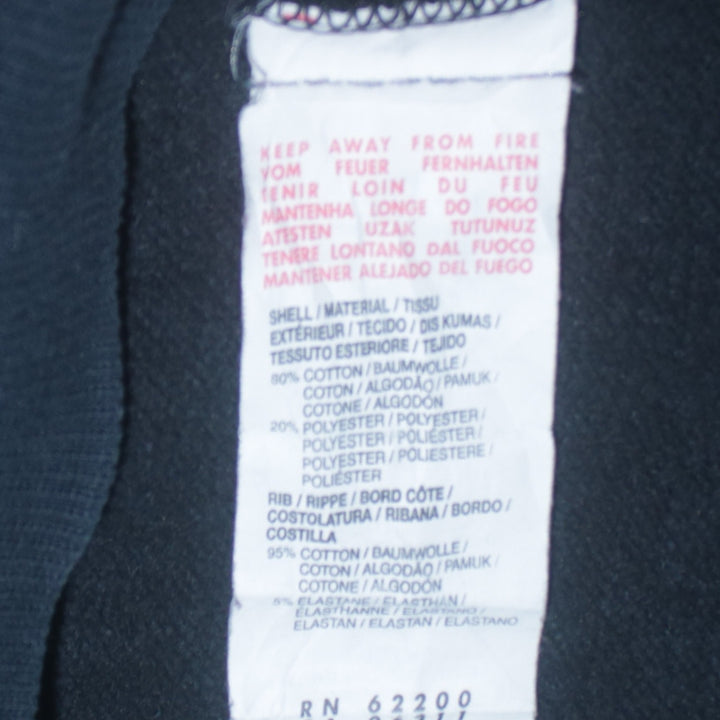 KEEP AWAY FROM FIRE
VOM FEUER FERNHALTEN
TENIR LOIN DU FEU
MANTENHA LONGE DO FOGO
ATESTEN UZAK TUTUNUZ
TENERE LONTANO DAL FUOCO
MANTENER ALEJADO DEL FUEGO
SHELL / MATERIAL / TISSU
EXTÉRIEUR / TECIDO / DIS KUMAS /
TESSUTO ESTERIORE / TEJIDO
80% COTTON / BAUMWOLLE /
COTON / ALGODÃO / PAMUK /
COTONE / ALGODÓN
20% POLYESTER / POLYESTER /
POLYESTER / POLIÉSTER /
POLYESTER / POLIESTERE /
POLIÉSTER
RIB / RIPPE / BORD CÔTE /
COSTOLATURA / RIBANA / BORDO /
COSTILLA
95% COTTON / BAUMWOLLE /
COTON / ALGODÃO / PAMUK /
COTONE / ALGODÓN
5% ELASTANE / ELASTHAN /
ELASTHANNE / ELASTANO /
ELASTAN / ELASTAN / ELASTANO
RN 62200